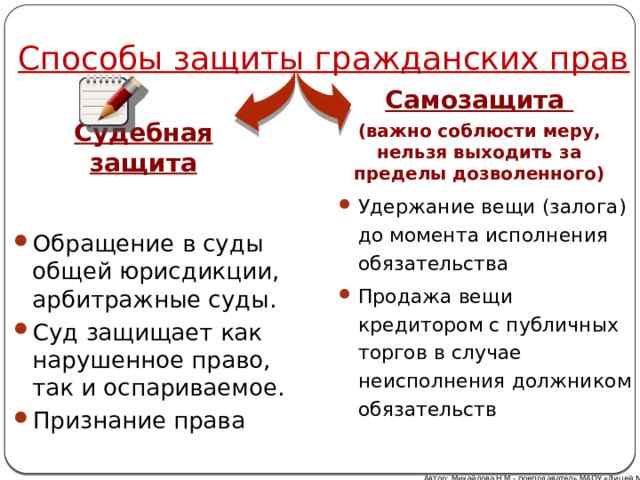 Способы защиты гражданских прав
Судебная
защита
Обращение в суды
общей юрисдикции,
арбитражные суды.
Суд защищает как
нарушенное право,
так и оспариваемое.
Признание права
Самозащита
(важно соблюсти меру,
нельзя выходить за
пределы дозволенного)
Удержание вещи (залога)
до момента исполнения
обязательства
Продажа вещи
кредитором с публичных
торгов в случае
неисполнения должником
обязательств
Автор: Михайлова Н.М.- преподаватель МАОУ «Лицей №